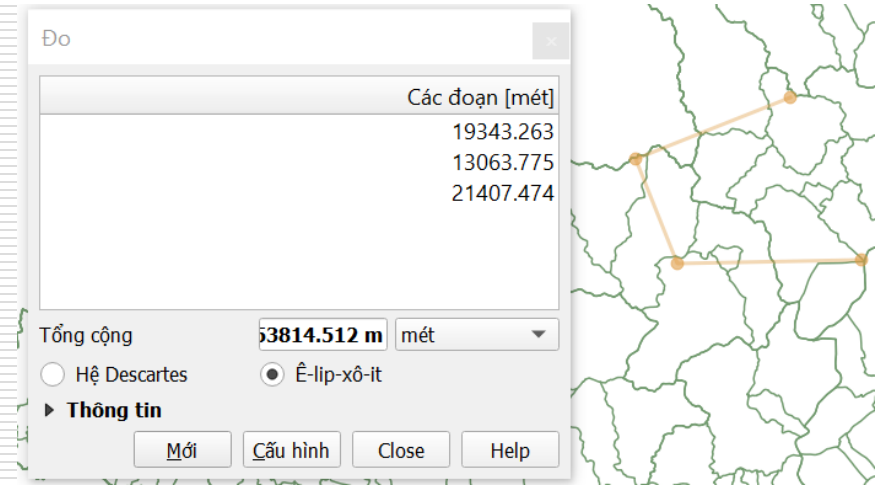 Đo
Các đoạn [mét]
19343.263
13063.775
21407.474
Tổng cộng 53814.512 m mét
Hệ Descartes Ê-lip-xô-it
Thông tin
Mới Cấu hình Close Help